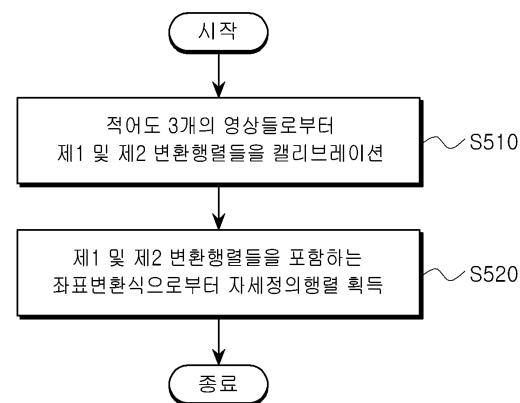 시작
적어도 3개의 영상들로부터
제1 및 제2 변환행렬들을 캘리브레이션
S510
제1 및 제2 변환행렬들을 포함하는
좌표변환식으로부터 자세정의행렬 획득
S520
종료